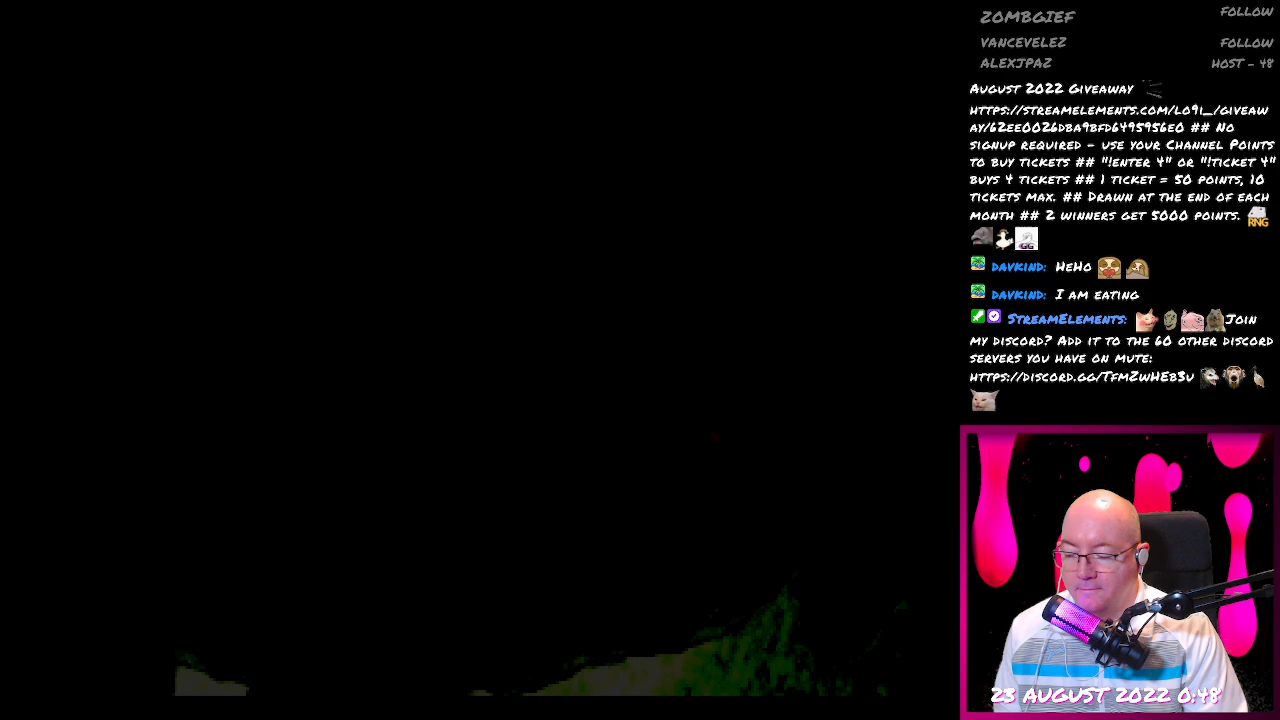 ZOMBGIEF FOLLOW
VANCEVELEZ FOLLOW
ALEXJPAZ HOST - 48
August 2022 Giveaway
https://streamelements.com/lo9i_/giveaw
ay/62ee0026dba9bfd6495956e0 ## No
signup required - use your Channel Points
to buy tickets ## "!enter 4" or "!ticket 4"
buys 4 tickets ## 1 ticket = 50 points, 10
tickets max. ## Drawn at the end of each
month ## 2 winners get 5000 points. RNG
GG
davkind: HeHo
davkind: I am eating
StreamElements: Join
my discord? Add it to the 60 other discord
servers you have on mute:
https://discord.gg/TfmZwHEb3u
23 AUGUST 2022 0:48